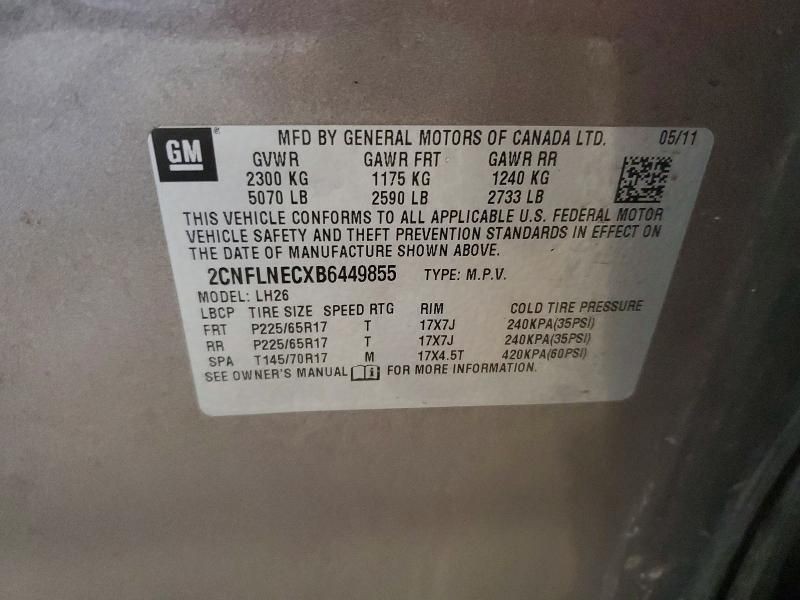 GM® MFD BY GENERAL MOTORS OF CANADA LTD. 05/11
GVWR GAWR FRT GAWR RR
2300 KG 1175 KG 1240 KG
5070 LB 2590 LB 2733 LB
THIS VEHICLE CONFORMS TO ALL APPLICABLE U.S. FEDERAL MOTOR
VEHICLE SAFETY AND THEFT PREVENTION STANDARDS IN EFFECT ON
THE DATE OF MANUFACTURE SHOWN ABOVE.
2CNFLNECXB6449855 TYPE: M.P.V.
MODEL: LH26
LBCP TIRE SIZE SPEED RTG RIM COLD TIRE PRESSURE
FRT P225/65R17 T 17X7J 240KPA(35PSI)
RR P225/65R17 T 17X7J 240KPA(35PSI)
SPA T145/70R17 M 17X4.5T 420KPA(60PSI)
SEE OWNER'S MANUAL i FOR MORE INFORMATION.